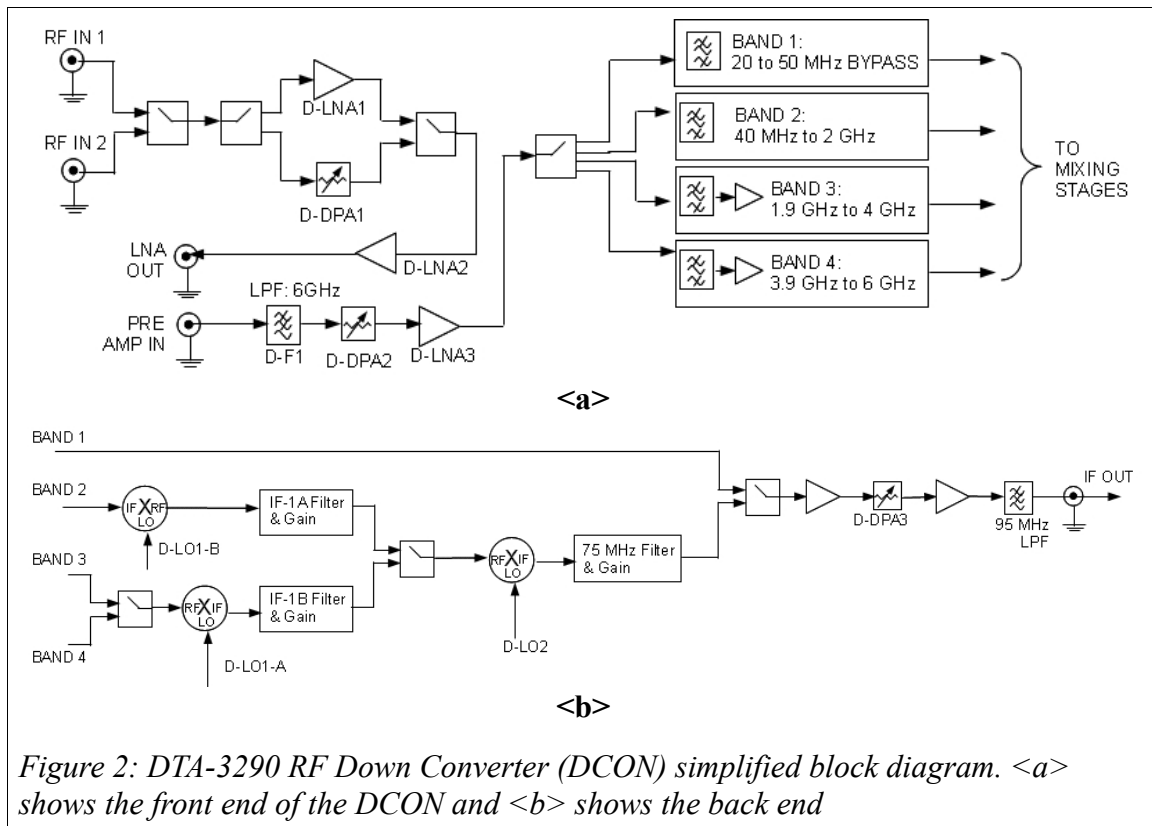 RF IN 1
RF IN 2
D-LNA1
D-DPA1
LNA
OUT
D-LNA2
LPF: 6GHz
PRE
AMP IN
D-F1
D-DPA2
D-LNA3
BAND 1:
20 to 50 MHz BYPASS
BAND 2:
40 MHz to 2 GHz
BAND 3:
1.9 GHz to 4 GHz
BAND 4:
3.9 GHz to 6 GHz
TO
MIXING
STAGES
<a>
BAND 1
BAND 2
IF X RF
LO
D-LO1-B
IF-1A Filter
& Gain
BAND 3
BAND 4
RF X IF
LO
D-LO1-A
IF-1B Filter
& Gain
RF X IF
LO
D-LO2
75 MHz Filter
& Gain
D-DPA3
95 MHz
LPF
IF OUT
<b>
Figure 2: DTA-3290 RF Down Converter (DCON) simplified block diagram. <a>
shows the front end of the DCON and <b> shows the back end